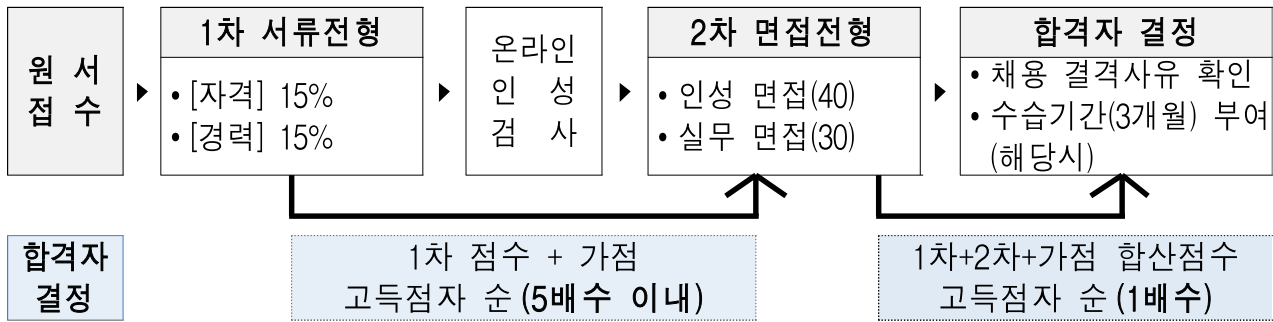 원 서
접 수
1차 서류전형
• [자격] 15%
• [경력] 15%
온라인
인 성
검 사
2차 면접전형
• 인성 면접(40)
• 실무 면접(30)
합격자 결정
• 채용 결격사유 확인
• 수습기간(3개월) 부여
(해당시)
합격자
결정
1차 점수 + 가점
고득점자 순 (5배수 이내)
1차+2차+가점 합산점수
고득점자 순 (1배수)